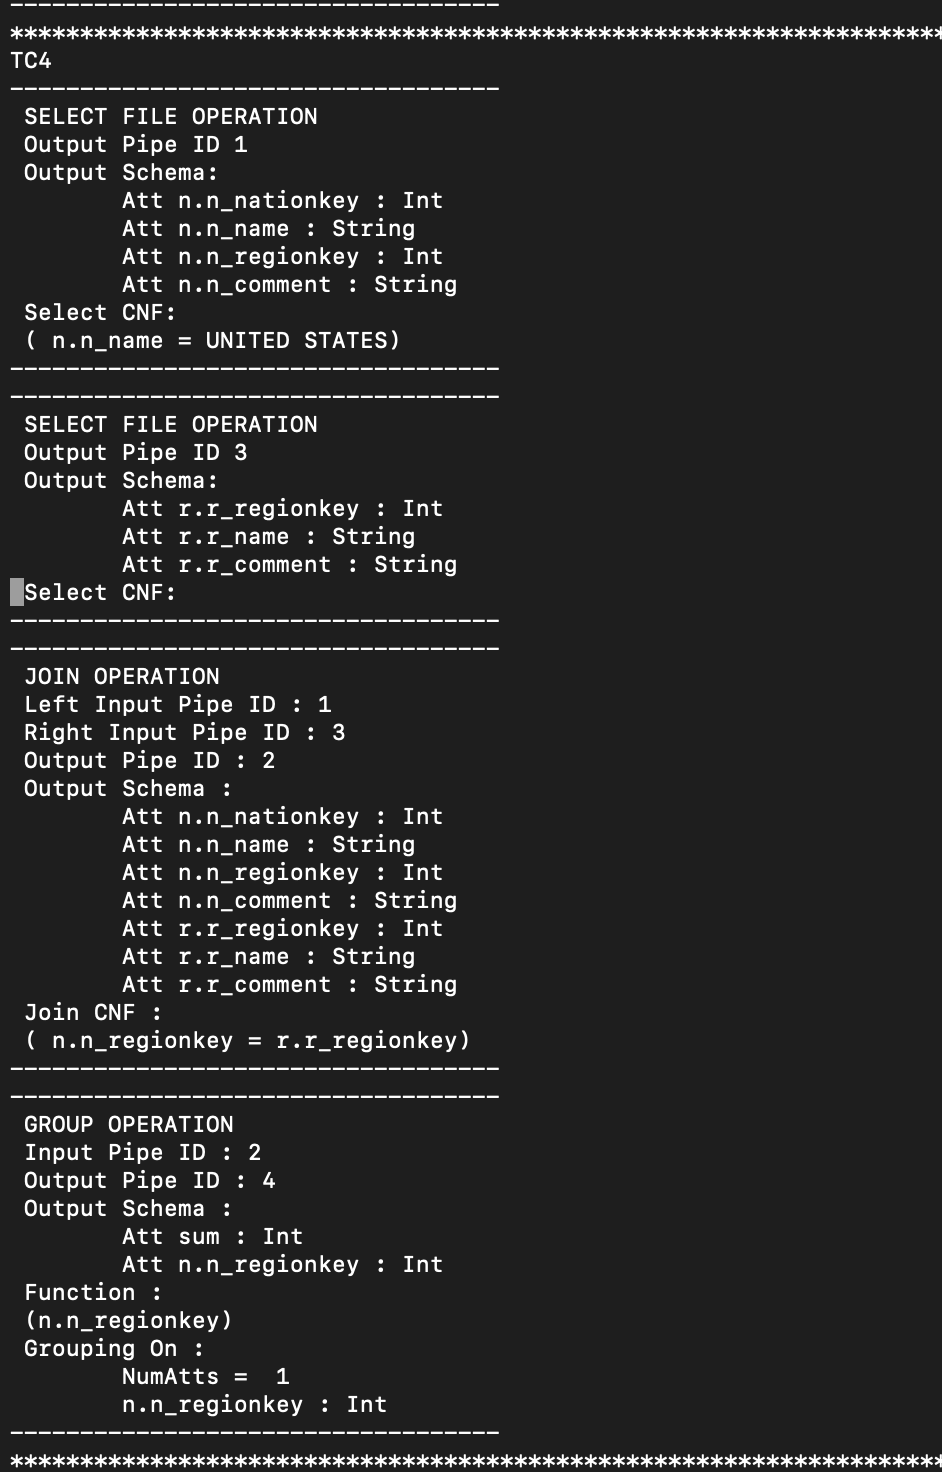 -----------------------------------
*******************************************************************
TC4
-----------------------------------
SELECT FILE OPERATION
Output Pipe ID 1
Output Schema:
Att n.n_nationkey : Int
Att n.n_name : String
Att n.n_regionkey : Int
Att n.n_comment : String
Select CNF:
( n.n_name = UNITED STATES)
-----------------------------------
-----------------------------------
SELECT FILE OPERATION
Output Pipe ID 3
Output Schema:
Att r.r_regionkey : Int
Att r.r_name : String
Att r.r_comment : String
Select CNF:
-----------------------------------
-----------------------------------
JOIN OPERATION
Left Input Pipe ID : 1
Right Input Pipe ID : 3
Output Pipe ID : 2
Output Schema :
Att n.n_nationkey : Int
Att n.n_name : String
Att n.n_regionkey : Int
Att n.n_comment : String
Att r.r_regionkey : Int
Att r.r_name : String
Att r.r_comment : String
Join CNF :
( n.n_regionkey = r.r_regionkey)
-----------------------------------
-----------------------------------
GROUP OPERATION
Input Pipe ID : 2
Output Pipe ID : 4
Output Schema :
Att sum : Int
Att n.n_regionkey : Int
Function :
(n.n_regionkey)
Grouping On :
NumAtts =  1
n.n_regionkey : Int
-----------------------------------
*******************************************************************